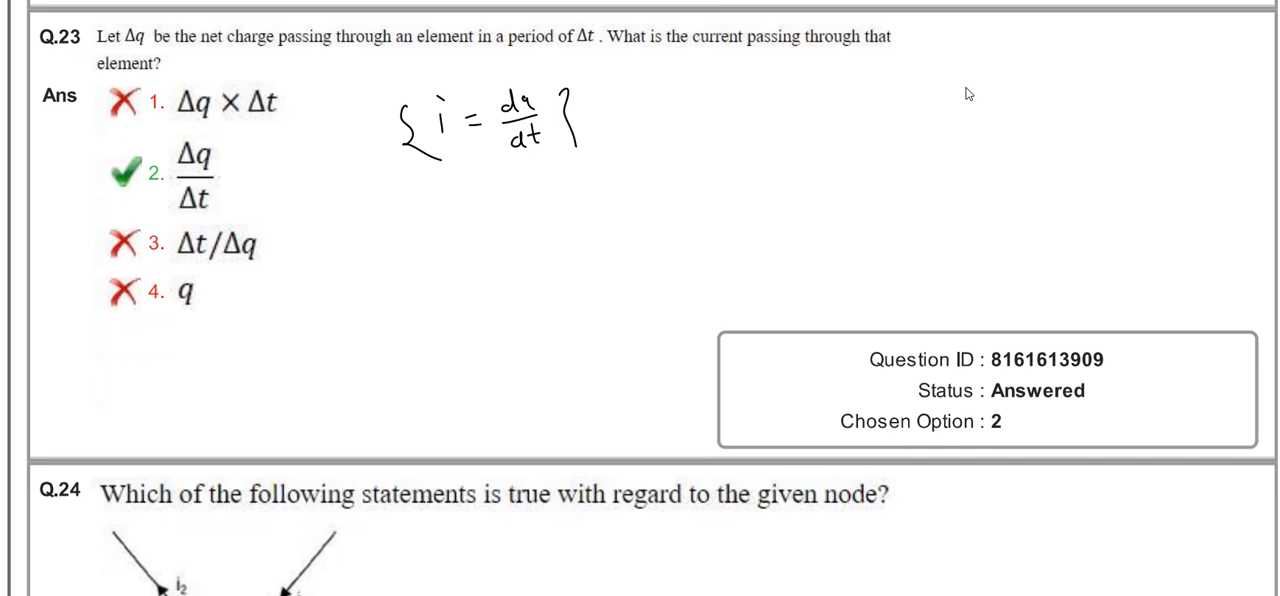 Q.23 Let Δq be the net charge passing through an element in a period of Δt . What is the current passing through that
element?
Ans
1. Δq × Δt
{ i = dq/dt }
2. Δq/Δt
3. Δt/Δq
4. q
Question ID : 8161613909
Status : Answered
Chosen Option : 2
Q.24 Which of the following statements is true with regard to the given node?
i₂